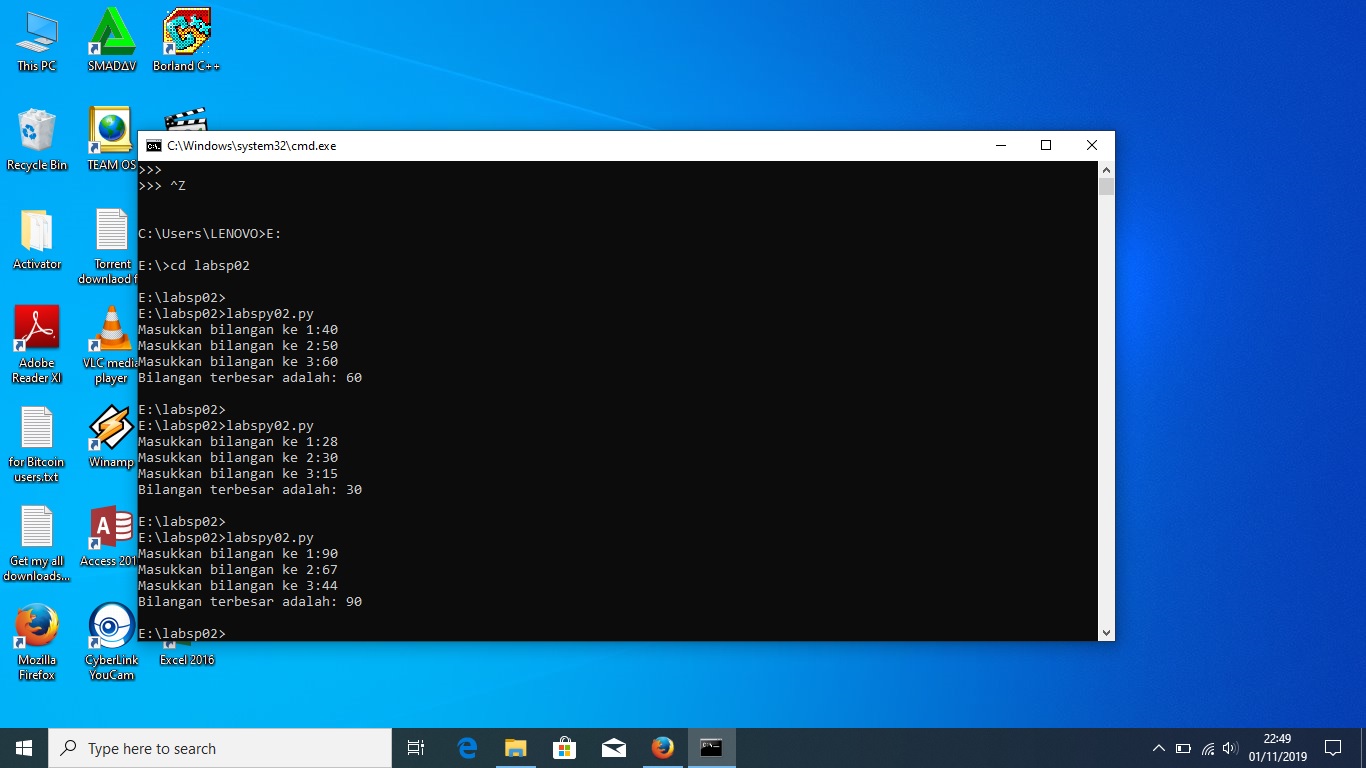 This PC
SMADΔV
Borland C++
Recycle Bin
TEAM OS
Activator
Torrent
downlaod f
Adobe
Reader XI
VLC media
player
for Bitcoin
users.txt
Winamp
Get my all
downloads...
Access 201
Mozilla
Firefox
CyberLink
YouCam
Excel 2016
C:\Windows\system32\cmd.exe
>>>
>>> ^Z
C:\Users\LENOVO>E:
E:\>cd labsp02
E:\labsp02>
E:\labsp02>labspy02.py
Masukkan bilangan ke 1:40
Masukkan bilangan ke 2:50
Masukkan bilangan ke 3:60
Bilangan terbesar adalah: 60
E:\labsp02>
E:\labsp02>labspy02.py
Masukkan bilangan ke 1:28
Masukkan bilangan ke 2:30
Masukkan bilangan ke 3:15
Bilangan terbesar adalah: 30
E:\labsp02>
E:\labsp02>labspy02.py
Masukkan bilangan ke 1:90
Masukkan bilangan ke 2:67
Masukkan bilangan ke 3:44
Bilangan terbesar adalah: 90
E:\labsp02>
Type here to search
22:49
01/11/2019